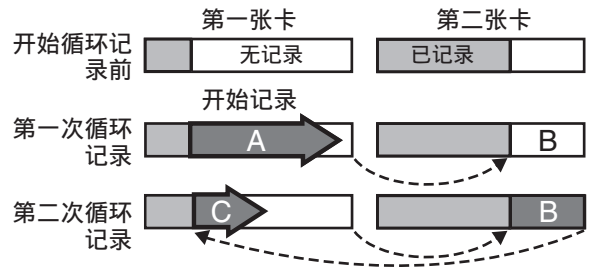 第一张卡 第二张卡
开始循环记
录前
无记录 已记录
开始记录
第一次循环
记录
A B
第二次循环
记录
C B